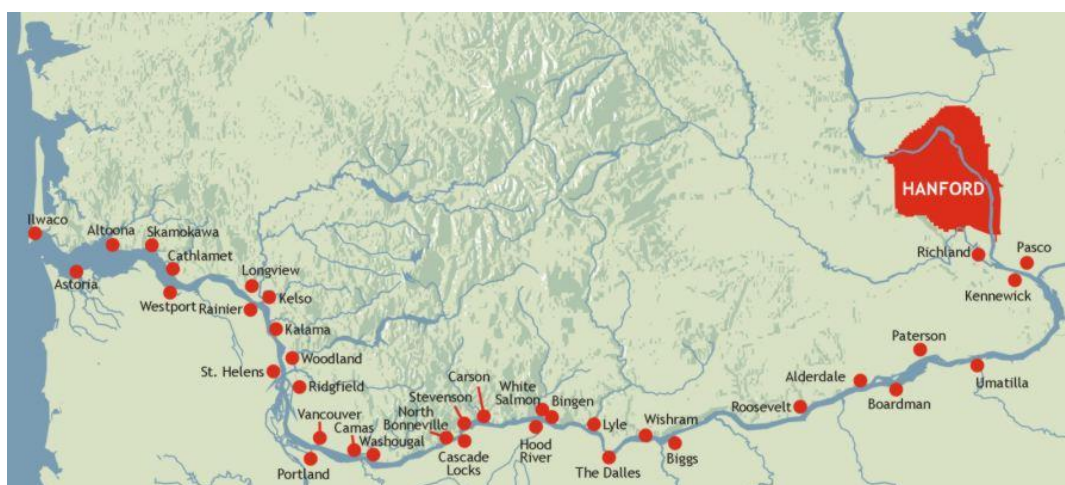 HANFORD
Ilwaco
Altoona
Skamokawa
Cathlamet
Astoria
Westport
Longview
Kelso
Rainier
Kalama
Woodland
St. Helens
Ridgfield
Vancouver
Camas
Washougal
Portland
North
Bonneville
Stevenson
Carson
Cascade
Locks
White
Salmon
Bingen
Hood
River
Lyle
The Dalles
Wishram
Biggs
Roosevelt
Alderdale
Paterson
Boardman
Umatilla
Richland
Pasco
Kennewick